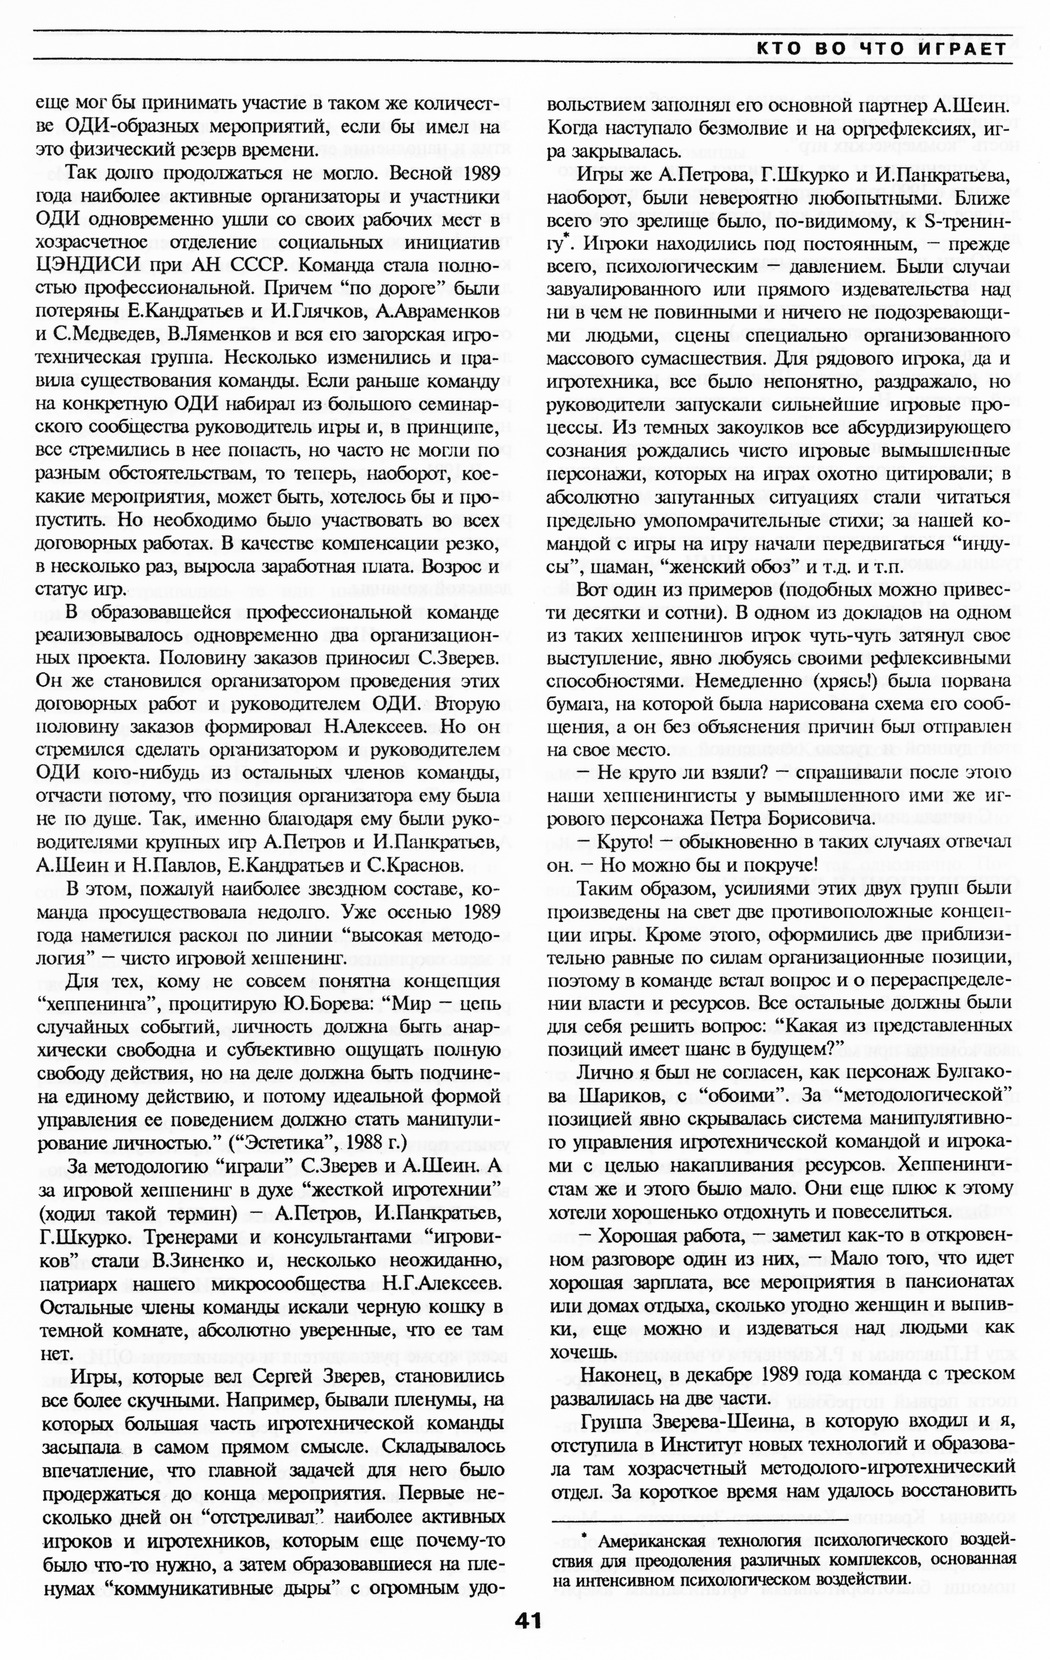 КТО ВО ЧТО ИГРАЕТ
еще мог бы принимать участие в таком же количест-
ве ОДИ-образных мероприятий, если бы имел на
это физический резерв времени.
Так долго продолжаться не могло. Весной 1989
года наиболее активные организаторы и участники
ОДИ одновременно ушли со своих рабочих мест в
хозрасчетное отделение социальных инициатив
ЦЭНДИСИ при АН СССР. Команда стала полно-
стью профессиональной. Причем “по дороге” были
потеряны Е.Кандратьев и И.Глячков, А.Авраменков
и С.Медведев, В.Ляменков и вся его загорская игро-
техническая группа. Несколько изменились и пра-
вила существования команды. Если раньше команду
на конкретную ОДИ набирал из большого семинар-
ского сообщества руководитель игры и, в принципе,
все стремились в нее попасть, но часто не могли по
разным обстоятельствам, то теперь, наоборот, кое-
какие мероприятия, может быть, хотелось бы и про-
пустить. Но необходимо было участвовать во всех
договорных работах. В качестве компенсации резко,
в несколько раз, выросла заработная плата. Возрос и
статус игр.
В образовавшейся профессиональной команде
реализовывалось одновременно два организацион-
ных проекта. Половину заказов приносил С.Зверев.
Он же становился организатором проведения этих
договорных работ и руководителем ОДИ. Вторую
половину заказов формировал Н.Алексеев. Но он
стремился сделать организатором и руководителем
ОДИ кого-нибудь из остальных членов команды,
отчасти потому, что позиция организатора ему была
не по душе. Так, именно благодаря ему были руко-
водителями крупных игр А.Петров и И.Панкратьев,
А.Шеин и Н.Павлов, Е.Кандратьев и С.Краснов.
В этом, пожалуй наиболее звездном составе, ко-
манда просуществовала недолго. Уже осенью 1989
года наметился раскол по линии “высокая методо-
логия” – чисто игровой хеппенинг.
Для тех, кому не совсем понятна концепция
“хеппенинга”, процитирую Ю.Борева: “Мир – цепь
случайных событий, личность должна быть анар-
хически свободна и субъективно ощущать полную
свободу действия, но на деле должна быть подчине-
на единому действию, и потому идеальной формой
управления ее поведением должно стать манипули-
рование личностью.” (“Эстетика”, 1988 г.)
За методологию “играли” С.Зверев и А.Шеин. А
за игровой хеппенинг в духе “жесткой игротехнии”
(ходил такой термин) – А.Петров, И.Панкратьев,
Г.Шкурко. Тренерами и консультантами “игрови-
ков” стали В.Зиненко и, несколько неожиданно,
патриарх нашего микросообщества Н.Г.Алексеев.
Остальные члены команды искали черную кошку в
темной комнате, абсолютно уверенные, что ее там
нет.
Игры, которые вел Сергей Зверев, становились
все более скучными. Например, бывали пленумы, на
которых большая часть игротехнической команды
засыпала в самом прямом смысле. Складывалось
впечатление, что главной задачей для него было
продержаться до конца мероприятия. Первые не-
сколько дней он “отстреливал” наиболее активных
игроков и игротехников, которым еще почему-то
было что-то нужно, а затем образовавшиеся на пле-
нумах “коммуникативные дыры” с огромным удо-
вольствием заполнял его основной партнер А.Шеин.
Когда наступало безмолвие и на оргрефлексиях, иг-
ра закрывалась.
Игры же А.Петрова, Г.Шкурко и И.Панкратьева,
наоборот, были невероятно любопытными. Ближе
всего это зрелище было, по-видимому, к S-тренин-
гу*. Игроки находились под постоянным, – прежде
всего, психологическим – давлением. Были случаи
завуалированного или прямого издевательства над
ни в чем не повинными и ничего не подозревающи-
ми людьми, сцены специально организованного
массового сумасшествия. Для рядового игрока, да и
игротехника, все было непонятно, раздражало, но
руководители запускали сильнейшие игровые про-
цессы. Из темных закоулков все абсурдизирующего
сознания рождались чисто игровые вымышленные
персонажи, которых на играх охотно цитировали; в
абсолютно запутанных ситуациях стали читаться
предельно умопомрачительные стихи; за нашей ко-
мандой с игры на игру начали передвигаться “инду-
сы”, шаман, “женский обоз” и т.д. и т.п.
Вот один из примеров (подобных можно привес-
ти десятки и сотни). В одном из докладов на одном
из таких хеппенингов игрок чуть-чуть затянул свое
выступление, явно любуясь своими рефлексивными
способностями. Немедленно (хрясь!) была порвана
бумага, на которой была нарисована схема его сооб-
щения, а он без объяснения причин был отправлен
на свое место.
– Не круто ли взяли? – спрашивали после этого
наши хеппенингисты у вымышленного ими же иг-
рового персонажа Петра Борисовича.
– Круто! – обыкновенно в таких случаях отвечал
он. – Но можно бы и покруче!
Таким образом, усилиями этих двух групп были
произведены на свет две противоположные концеп-
ции игры. Кроме этого, оформились две приблизи-
тельно равные по силам организационные позиции,
поэтому в команде встал вопрос и о перераспределе-
нии власти и ресурсов. Все остальные должны были
для себя решить вопрос: “Какая из представленных
позиций имеет шанс в будущем?”
Лично я был не согласен, как персонаж Булгако-
ва Шариков, с “обоими”. За “методологической”
позицией явно скрывалась система манипулятивно-
го управления игротехнической командой и игрока-
ми с целью накапливания ресурсов. Хеппенинги-
стам же и этого было мало. Они еще плюс к этому
хотели хорошенько отдохнуть и повеселиться.
– Хорошая работа, – заметил как-то в откровен-
ном разговоре один из них, – Мало того, что идет
хорошая зарплата, все мероприятия в пансионатах
или домах отдыха, сколько угодно женщин и выпив-
ки, еще можно и издеваться над людьми как
хочешь.
Наконец, в декабре 1989 года команда с треском
развалилась на две части.
Группа Зверева-Шеина, в которую входил и я,
отступила в Институт новых технологий и образова-
ла там хозрасчетный методолого-игротехнический
отдел. За короткое время нам удалось восстановить
* Американская технология психологического воздей-
ствия для преодоления различных комплексов, основанная
на интенсивном психологическом воздействии.
41